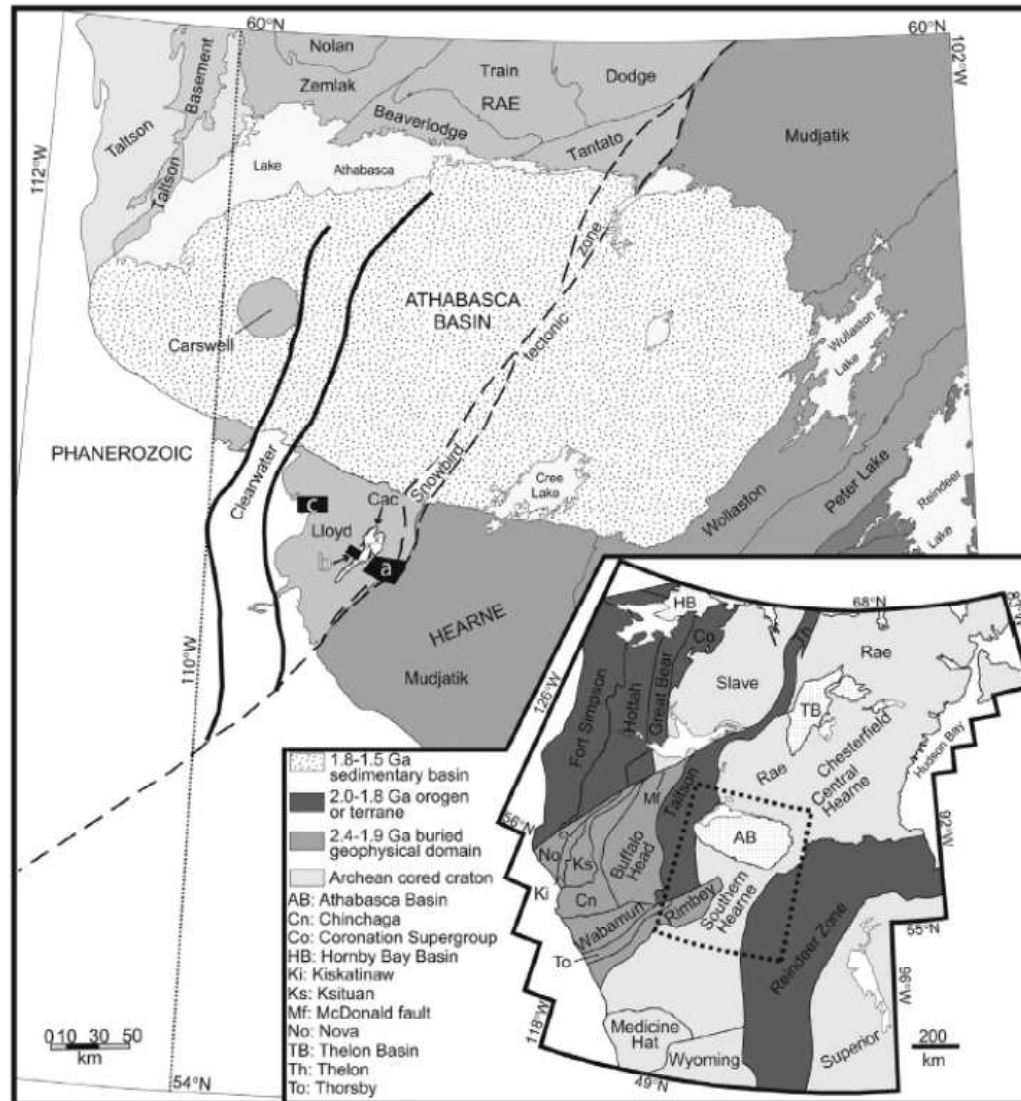 60°N
60°N
102°W
112°W
Nolan
Zemlak
Train
RAE
Dodge
Basement
Taltson
Taltson
Beaverlodge
Tantato
Mudjatik
Lake
Athabasca
zone
ATHABASCA
BASIN
Carswell
tectonic
Wollaston
Lake
PHANEROZOIC
Clearwater
Snowbird
Cree
Lake
Cac
c
Lloyd
b
a
Wollaston
Peter Lake
Reindeer
Lake
HEARNE
Mudjatik
110°W
54°N
1.8-1.5 Ga
sedimentary basin
2.0-1.8 Ga orogen
or terrane
2.4-1.9 Ga buried
geophysical domain
Archean cored craton
AB: Athabasca Basin
Cn: Chinchaga
Co: Coronation Supergroup
HB: Hornby Bay Basin
Ki: Kiskatinaw
Ks: Ksituan
Mf: McDonald fault
No: Nova
TB: Thelon Basin
Th: Thelon
To: Thorsby
010 30 50
km
68°N
83°W
126°W
HB
Co
Th
Rae
Fort Simpson
Hottah
Great Bear
Slave
TB
Chesterfield
Central
Hearne
Hudson Bay
Rae
Mf
Taltson
56°N
No
Ks
Buffalo
Head
AB
92°W
Ki
Cn
Wabamun
Rimbey
Southern
Hearne
To
Reindeer Zone
55°N
96°W
118°W
Medicine
Hat
Wyoming
Superior
49°N
200
km